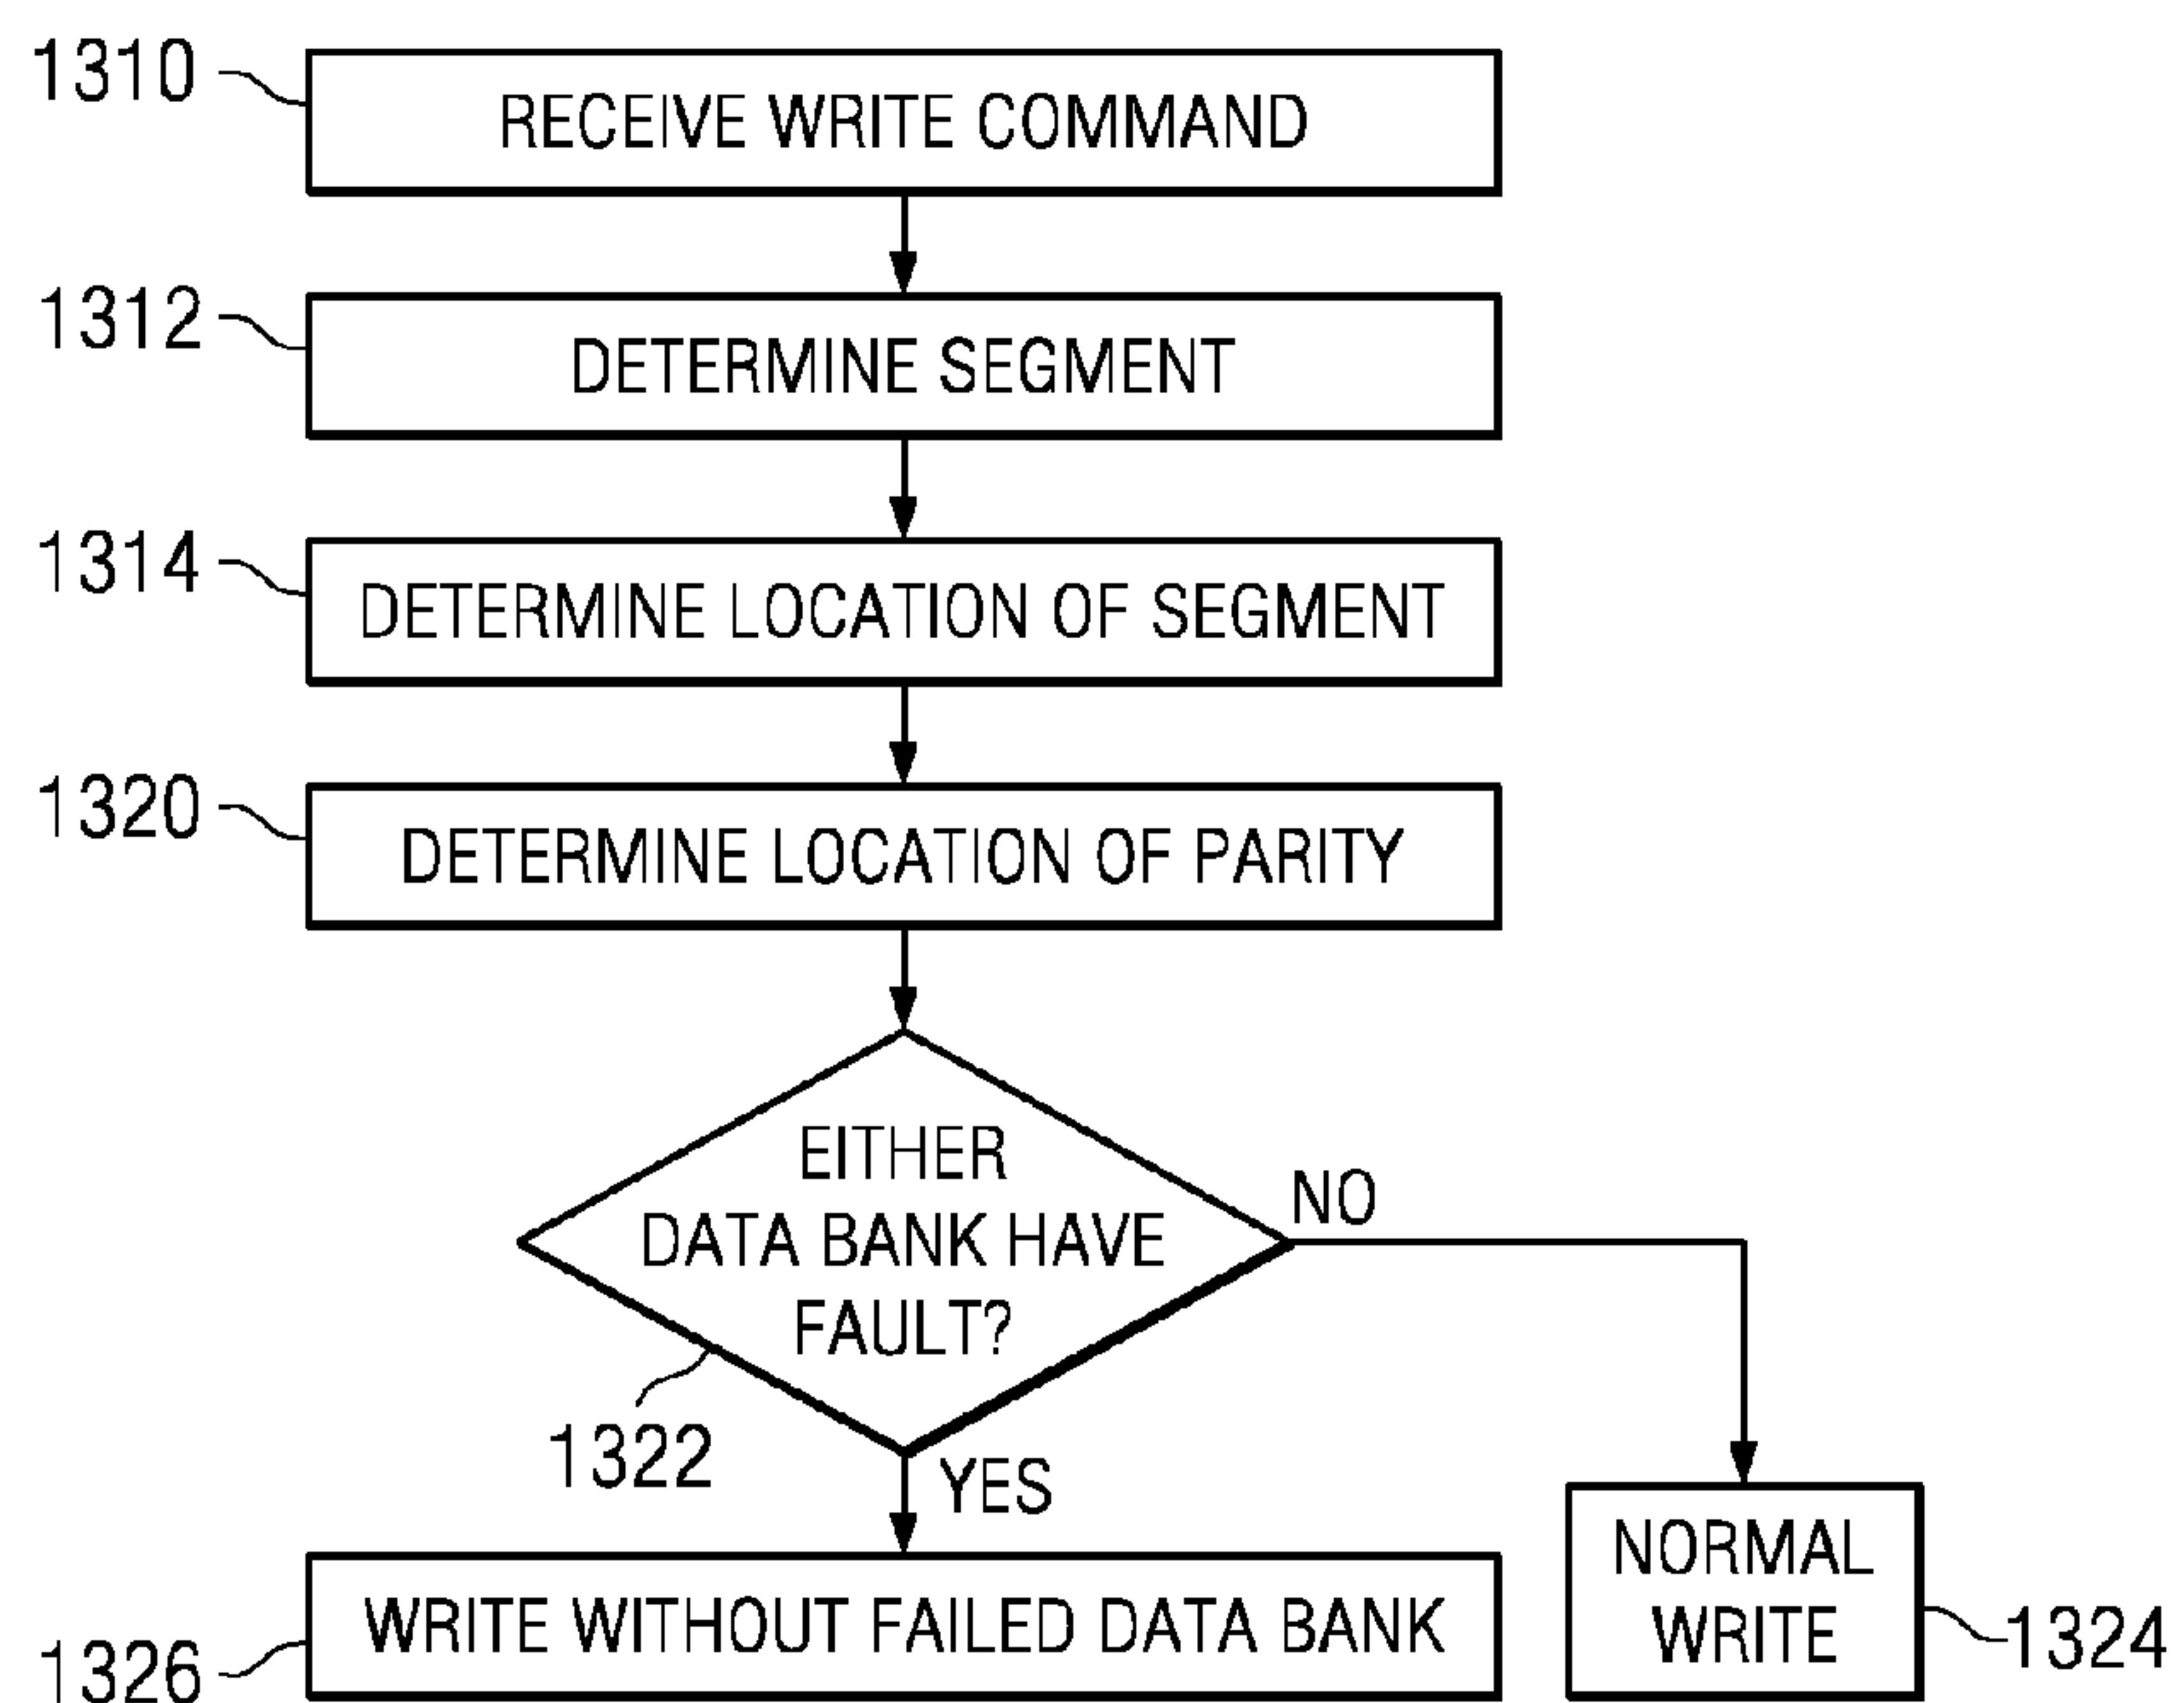 1310
RECEIVE WRITE COMMAND
1312
DETERMINE SEGMENT
1314
DETERMINE LOCATION OF SEGMENT
1320
DETERMINE LOCATION OF PARITY
EITHER
DATA BANK HAVE
FAULT?
NO
1322
YES
1326
WRITE WITHOUT FAILED DATA BANK
NORMAL
WRITE
1324